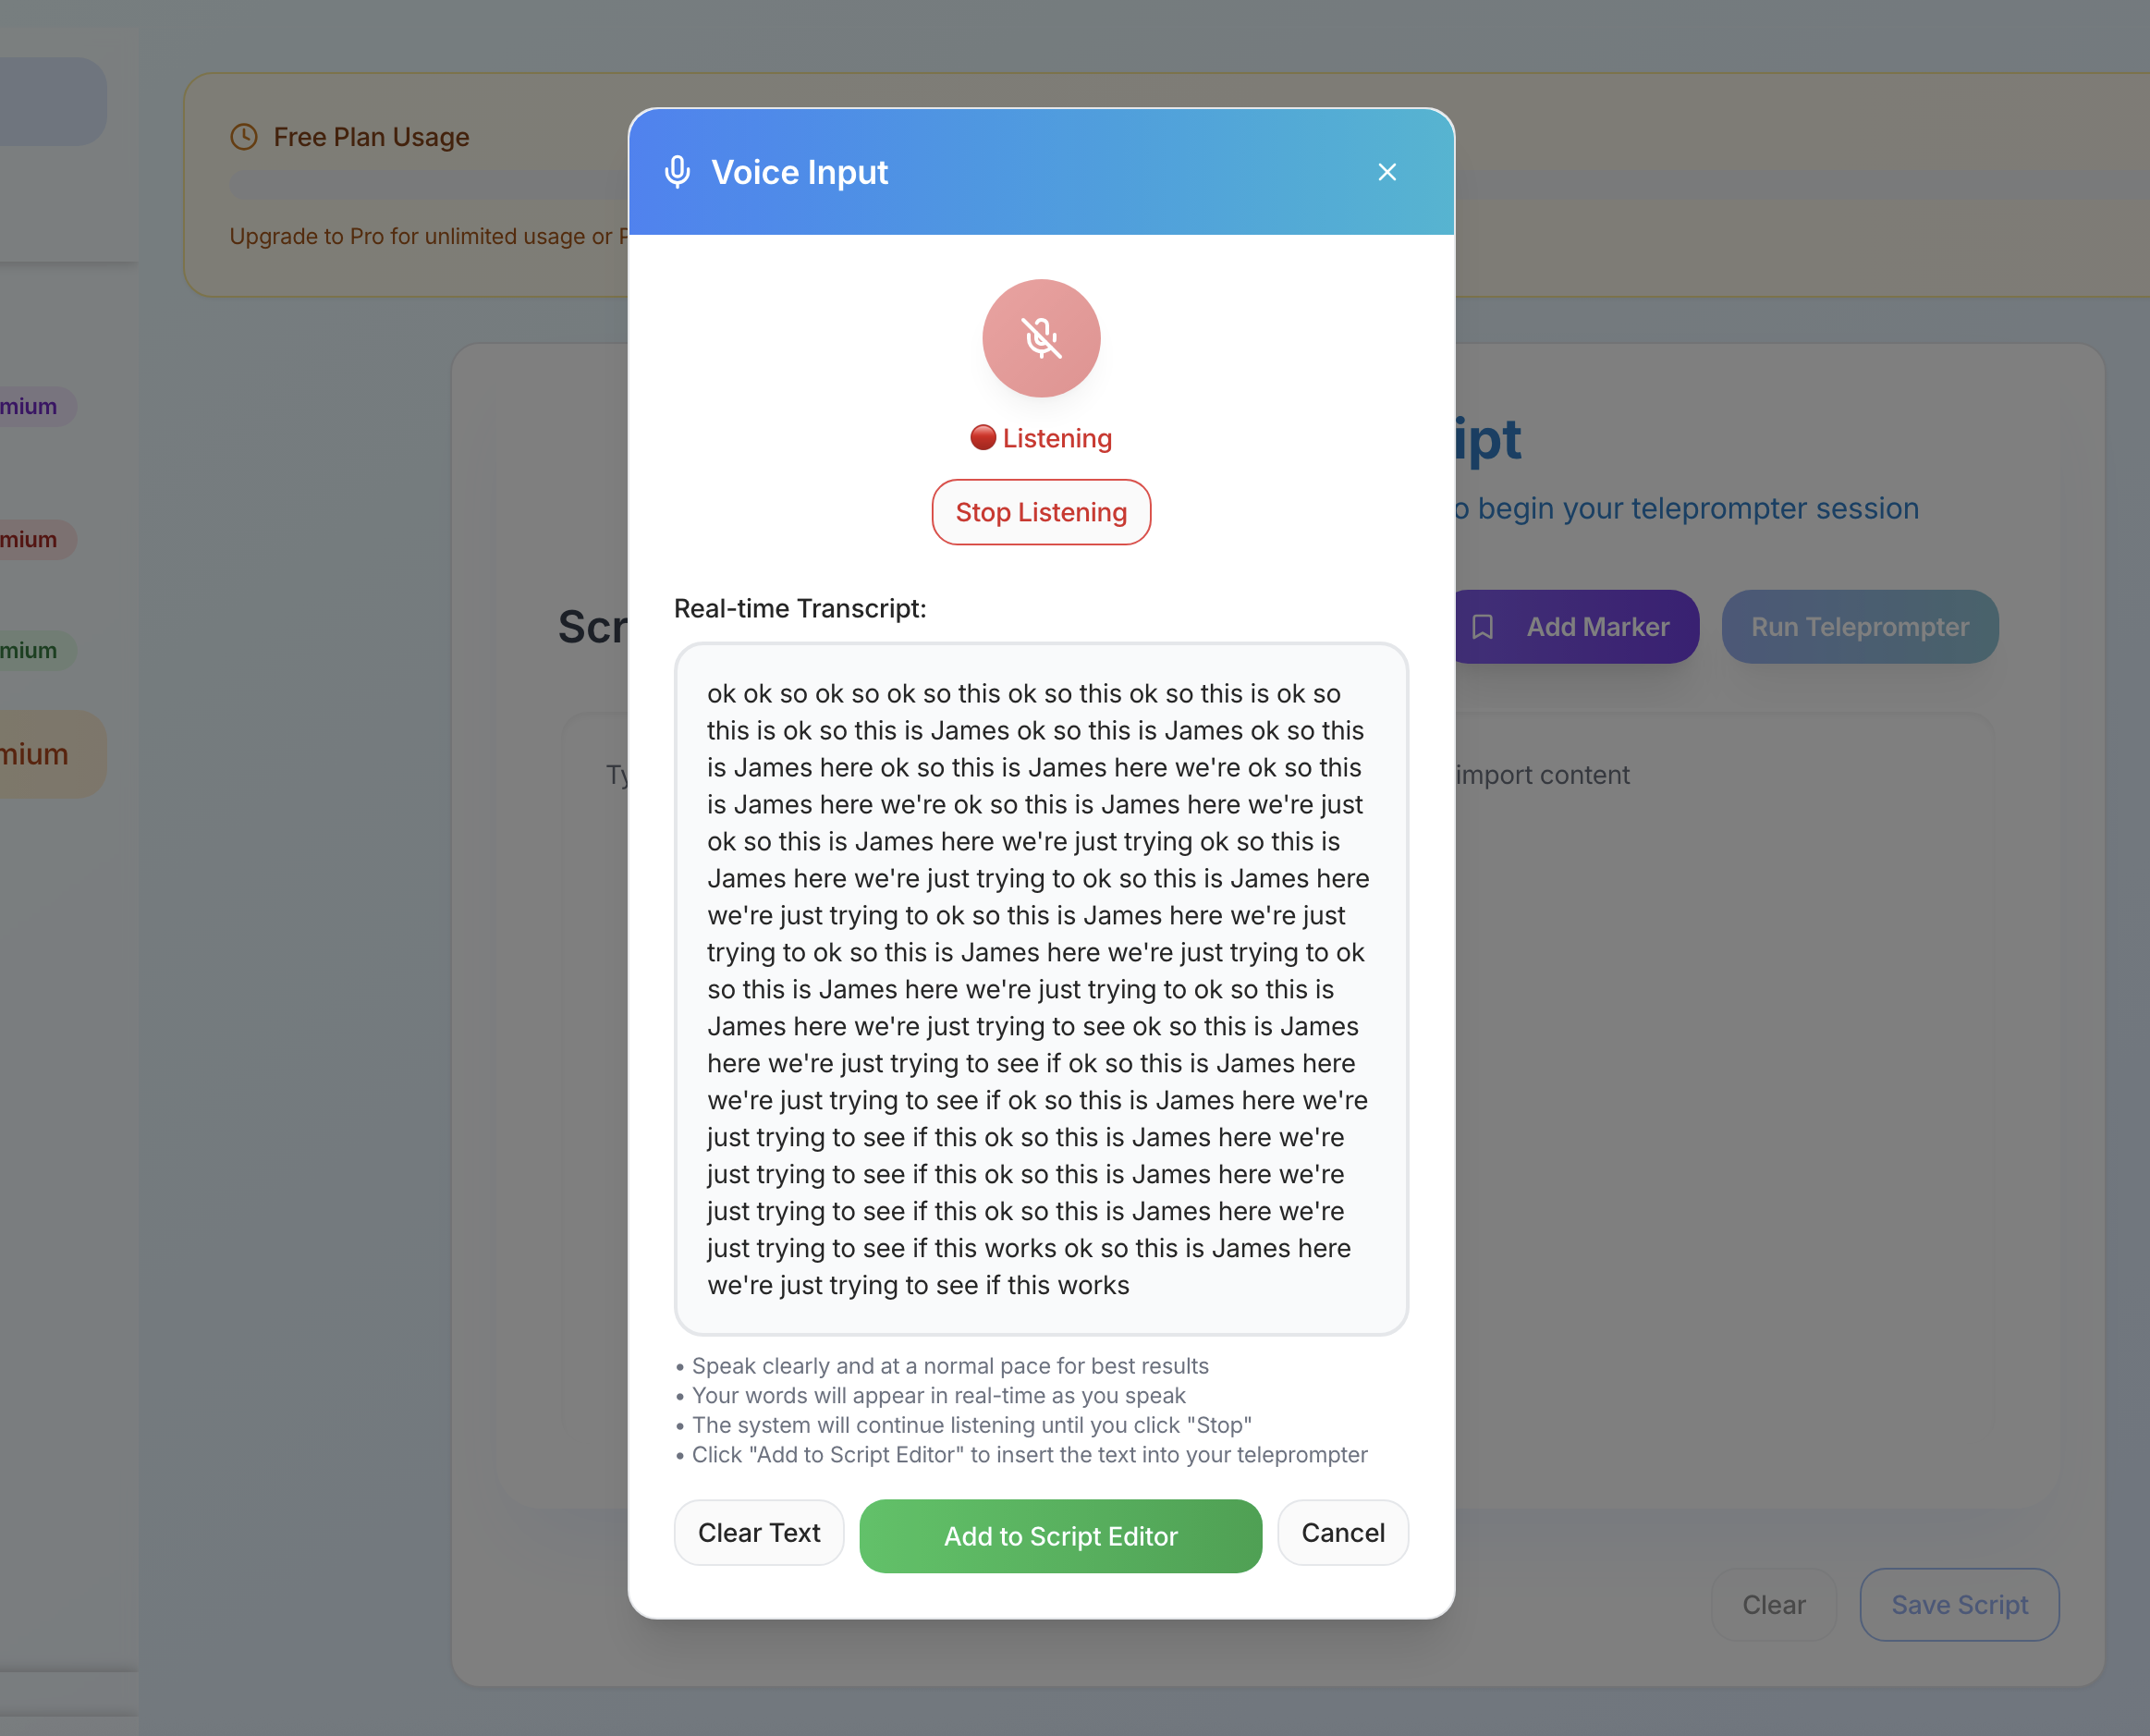 Free Plan Usage
Upgrade to Pro for unlimited usage or
Voice Input
Listening
Stop Listening
ipt
o begin your teleprompter session
mium
mium
mium
mium
Scr
Add Marker
Run Teleprompter
Real-time Transcript:
ok ok so ok so ok so this ok so this ok so this is ok so
this is ok so this is James ok so this is James ok so this
is James here ok so this is James here we're ok so this
is James here we're ok so this is James here we're just
ok so this is James here we're just trying ok so this is
James here we're just trying to ok so this is James here
we're just trying to ok so this is James here we're just
trying to ok so this is James here we're just trying to ok
so this is James here we're just trying to ok so this is
James here we're just trying to see ok so this is James
here we're just trying to see if ok so this is James here
we're just trying to see if ok so this is James here we're
just trying to see if this ok so this is James here we're
just trying to see if this ok so this is James here we're
just trying to see if this ok so this is James here we're
just trying to see if this works ok so this is James here
we're just trying to see if this works
Ty
import content
• Speak clearly and at a normal pace for best results
• Your words will appear in real-time as you speak
• The system will continue listening until you click "Stop"
• Click "Add to Script Editor" to insert the text into your teleprompter
Clear Text
Add to Script Editor
Cancel
Clear
Save Script